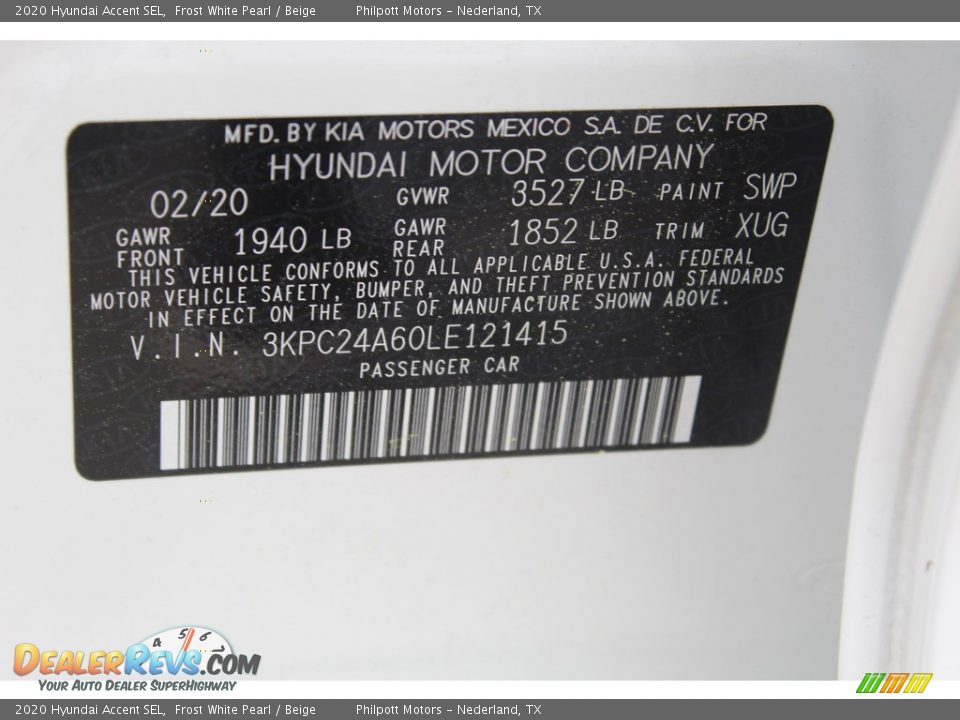 2020 Hyundai Accent SEL, Frost White Pearl / Beige Philpott Motors - Nederland, TX
MFD. BY KIA MOTORS MEXICO S.A. DE C.V. FOR
HYUNDAI MOTOR COMPANY
02/20 GVWR 3527 LB PAINT SWP
GAWR FRONT 1940 LB GAWR REAR 1852 LB TRIM XUG
THIS VEHICLE CONFORMS TO ALL APPLICABLE U.S.A. FEDERAL
MOTOR VEHICLE SAFETY, BUMPER, AND THEFT PREVENTION STANDARDS
IN EFFECT ON THE DATE OF MANUFACTURE SHOWN ABOVE.
V.I.N. 3KPC24A60LE121415
PASSENGER CAR
4 5 6 7
DEALERREVS.COM
YOUR AUTO DEALER SUPERHIGHWAY
2020 Hyundai Accent SEL, Frost White Pearl / Beige Philpott Motors - Nederland, TX